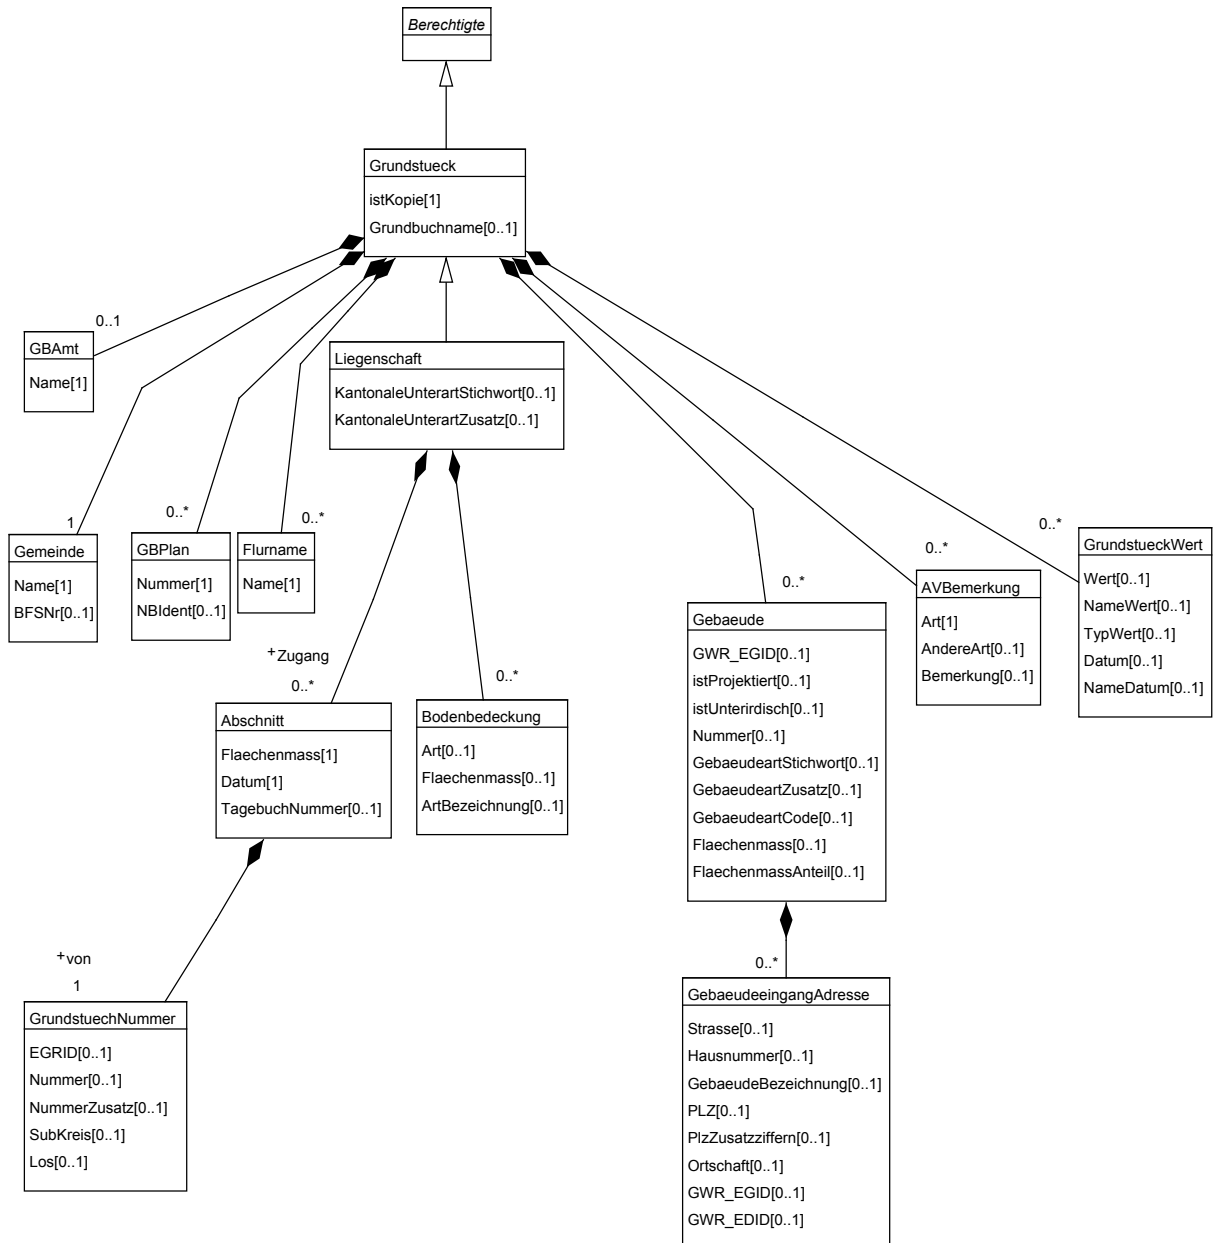 Berechtigte
Grundstueck
istKopie[1]
Grundbuchname[0..1]
0..1
GBAmt
Name[1]
Liegenschaft
KantonaleUnterartStichwort[0..1]
KantonaleUnterartZusatz[0..1]
1
Gemeinde
Name[1]
BFSNr[0..1]
0..*
GBPlan
Nummer[1]
NBIdent[0..1]
0..*
Flurname
Name[1]
+Zugang
0..*
Abschnitt
Flaechenmass[1]
Datum[1]
TagebuchNummer[0..1]
0..*
Bodenbedeckung
Art[0..1]
Flaechenmass[0..1]
ArtBezeichnung[0..1]
0..*
Gebaeude
GWR_EGID[0..1]
istProjektiert[0..1]
istUnterirdisch[0..1]
Nummer[0..1]
GebaeudeartStichwort[0..1]
GebaeudeartZusatz[0..1]
GebaeudeartCode[0..1]
Flaechenmass[0..1]
FlaechenmassAnteil[0..1]
0..*
AVBemerkung
Art[1]
AndereArt[0..1]
Bemerkung[0..1]
0..*
GrundstueckWert
Wert[0..1]
NameWert[0..1]
TypWert[0..1]
Datum[0..1]
NameDatum[0..1]
+von
1
GrundstuechNummer
EGRID[0..1]
Nummer[0..1]
NummerZusatz[0..1]
SubKreis[0..1]
Los[0..1]
0..*
GebaeudeeingangAdresse
Strasse[0..1]
Hausnummer[0..1]
GebaeudeBezeichnung[0..1]
PLZ[0..1]
PlzZusatzziffern[0..1]
Ortschaft[0..1]
GWR_EGID[0..1]
GWR_EDID[0..1]